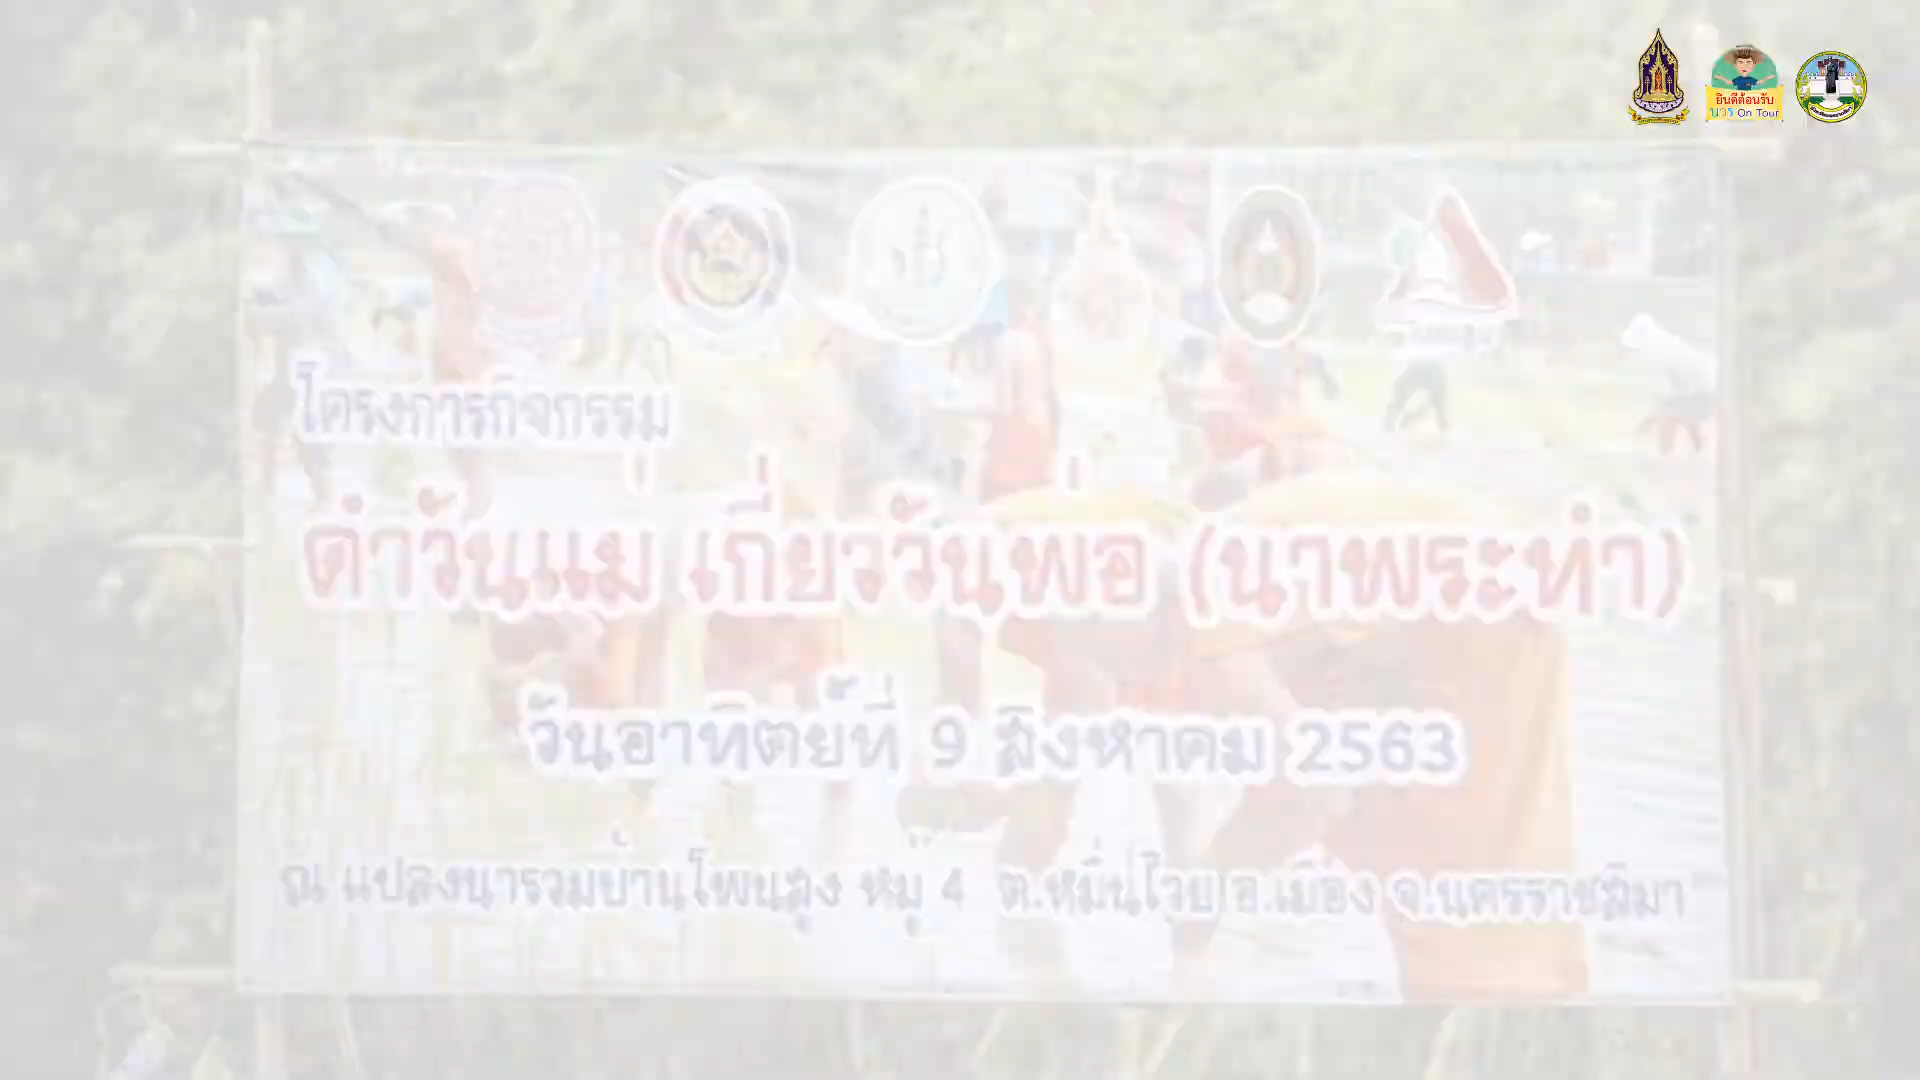 ยินดีต้อนรับ
นาร On Tour
โครงการกิจกรรม
ดำวันแม่ เกี่ยววันพ่อ (นาพระทำ)
วันอาทิตย์ที่ 9 สิงหาคม 2563
ณ แปลงนารวมบ้านโพนสูง หมู่ 4 ต.หมื่นไวย อ.เมือง จ.นครราชสีมา